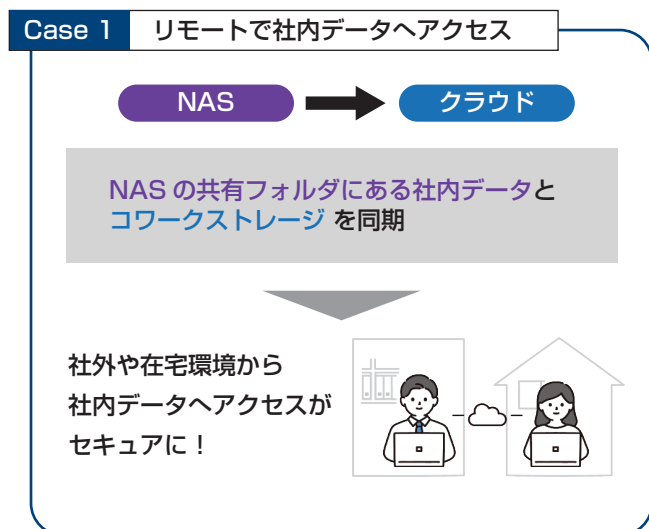 Case 1 リモートで社内データへアクセス
NAS クラウド
NAS の共有フォルダにある社内データと
コワークストレージ を同期
社外や在宅環境から
社内データへアクセスが
セキュアに！